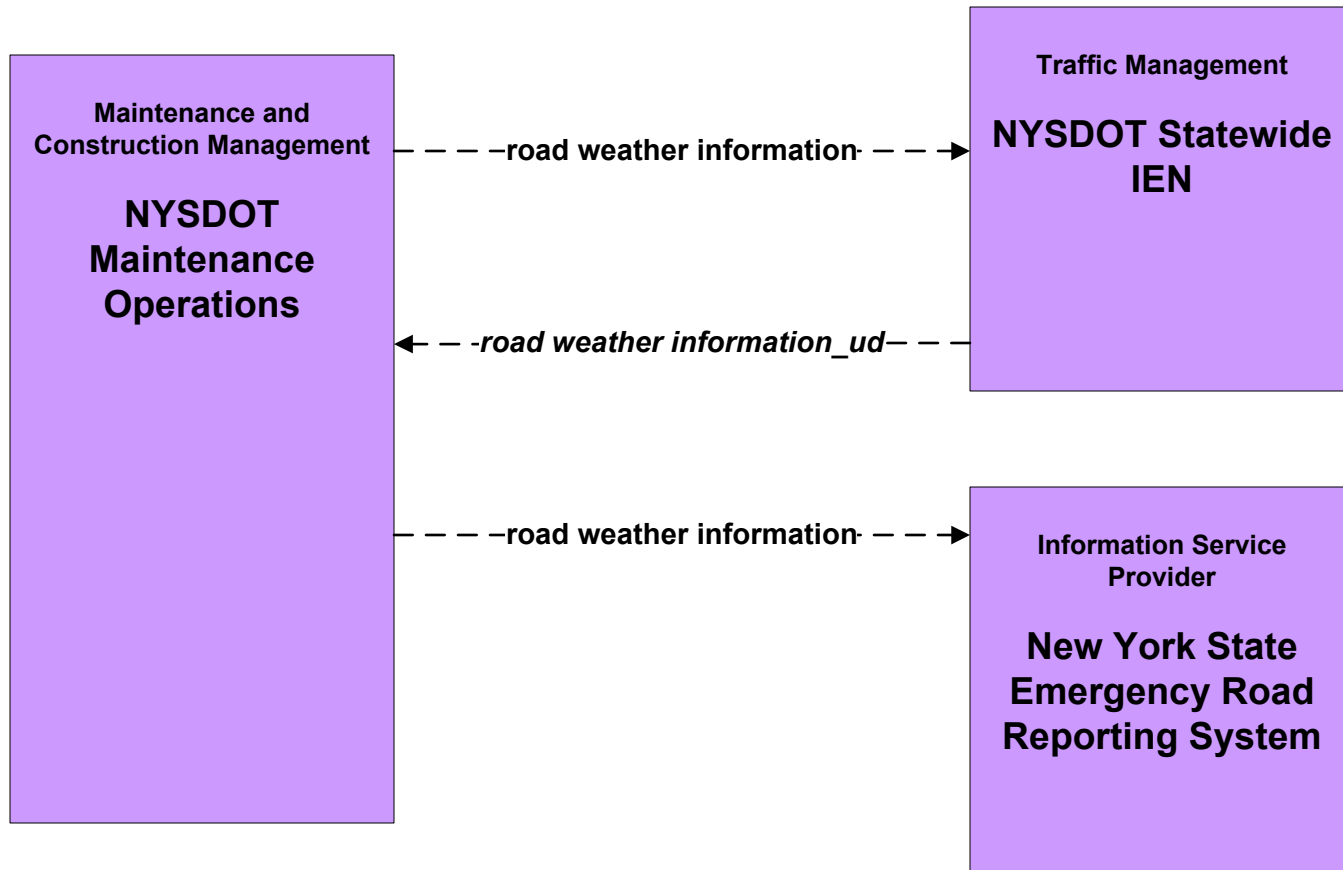 Maintenance and
Construction Management
NYSDOT
Maintenance
Operations
road weather information
road weather information_ud
road weather information
Traffic Management
NYSDOT Statewide
IEN
Information Service
Provider
New York State
Emergency Road
Reporting System